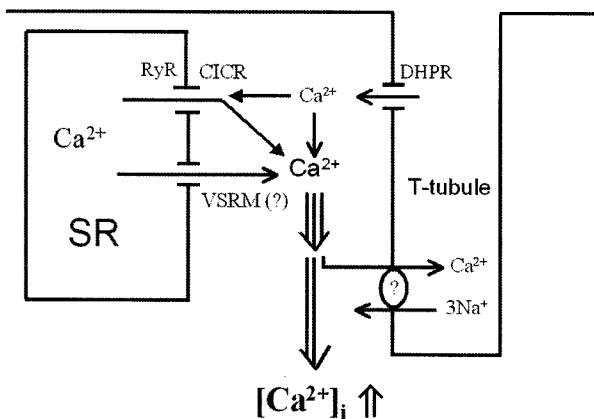 RyR CICR DHPR
Ca²⁺
Ca²⁺
Ca²⁺
VSRM (?)
T-tubule
SR
Ca²⁺
?
3Na⁺
[Ca²⁺]i ⇑